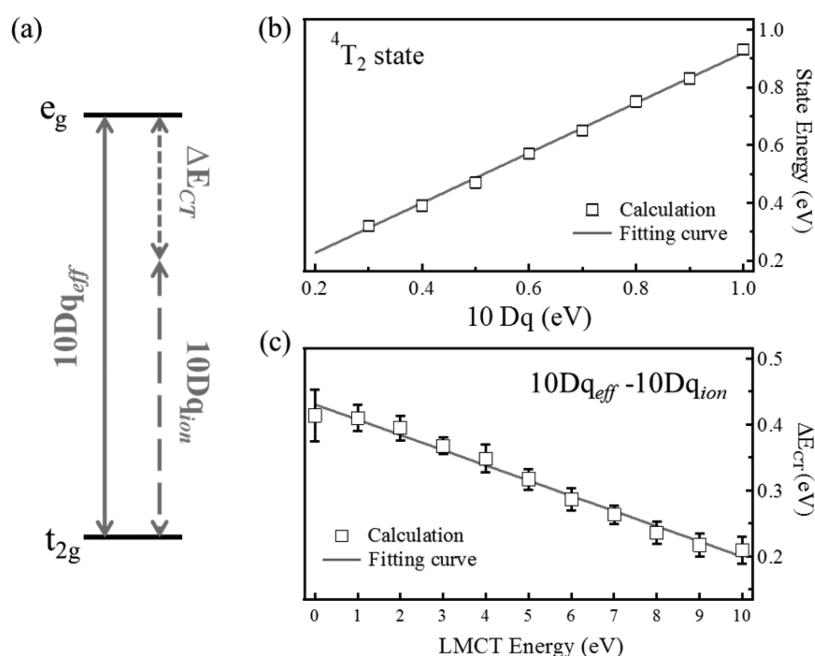 (a)
e_g
ΔE_CT
10Dq_eff
10Dq_ion
t_2g
(b)
⁴T₂ state
1.0
0.8
0.6
0.4
0.2
State Energy (eV)
Calculation
Fitting curve
0.2 0.4 0.6 0.8 1.0
10 Dq (eV)
(c)
10Dq_eff -10Dq_ion
0.5
0.4
0.3
0.2
ΔE_CT (eV)
Calculation
Fitting curve
0 1 2 3 4 5 6 7 8 9 10
LMCT Energy (eV)